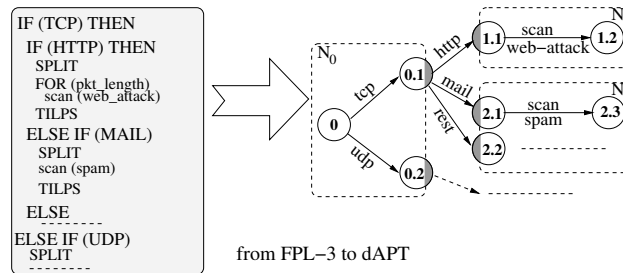 IF (TCP) THEN
IF (HTTP) THEN
SPLIT
FOR (pkt_length)
scan (web_attack)
TILPS
ELSE IF (MAIL)
SPLIT
scan (spam)
TILPS
ELSE
ELSE IF (UDP)
SPLIT
N0
0
tcp
udp
0.1
0.2
http
mail
rest
N
1.1
scan
web-attack
1.2
N
2.1
scan
spam
2.3
2.2
from FPL-3 to dAPT